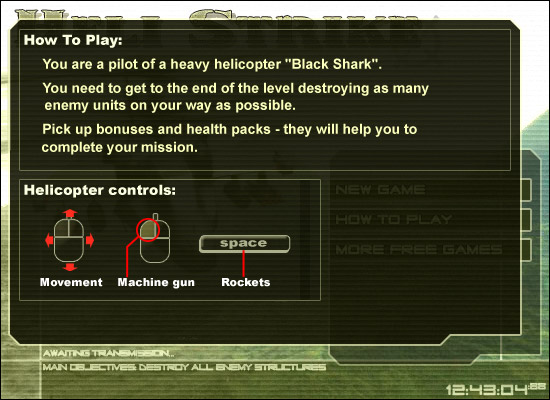 How To Play:
You are a pilot of a heavy helicopter "Black Shark".
You need to get to the end of the level destroying as many
enemy units on your way as possible.
Pick up bonuses and health packs - they will help you to
complete your mission.
Helicopter controls:
space
Movement
Machine gun
Rockets
NEW GAME
HOW TO PLAY
MORE FREE GAMES
AWAITING TRANSMISSION...
MAIN OBJECTIVES: DESTROY ALL ENEMY STRUCTURES
12:43:04:88